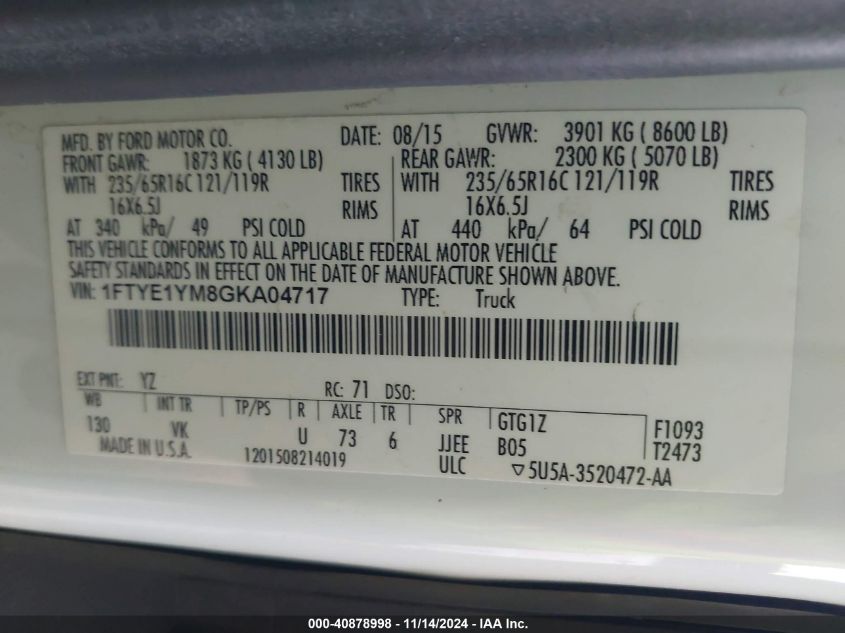 MFD. BY FORD MOTOR CO. DATE: 08/15 GVWR: 3901 KG ( 8600 LB)
FRONT GAWR: 1873 KG ( 4130 LB) REAR GAWR: 2300 KG ( 5070 LB)
WITH 235/65R16C 121/119R TIRES WITH 235/65R16C 121/119R TIRES
16X6.5J RIMS 16X6.5J RIMS
AT 340 kPa/ 49 PSI COLD AT 440 kPa/ 64 PSI COLD
THIS VEHICLE CONFORMS TO ALL APPLICABLE FEDERAL MOTOR VEHICLE
SAFETY STANDARDS IN EFFECT ON THE DATE OF MANUFACTURE SHOWN ABOVE.
VIN: 1FTYE1YM8GKA04717 TYPE: Truck
EXT PNT: YZ RC: 71 DSO:
WB INT TR TP/PS R AXLE TR SPR GTG1Z F1093
130 VK U 73 6 JJEE B05 T2473
MADE IN U.S.A. 1201508214019 ULC ▽5U5A-3520472-AA
000-40878998 - 11/14/2024 - IAA Inc.